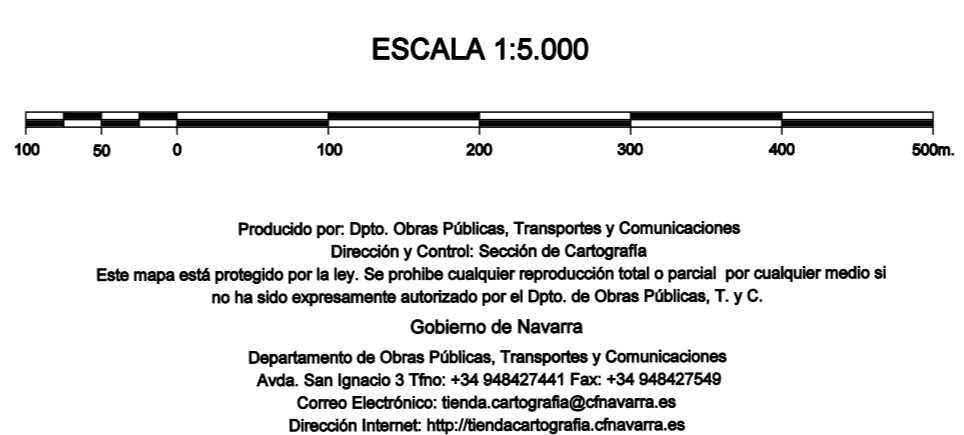 ESCALA 1:5.000
100 50 0 100 200 300 400 500m.
Producido por: Dpto. Obras Públicas, Transportes y Comunicaciones
Dirección y Control: Sección de Cartografía
Este mapa está protegido por la ley. Se prohibe cualquier reproducción total o parcial por cualquier medio si
no ha sido expresamente autorizado por el Dpto. de Obras Públicas, T. y C.
Gobierno de Navarra
Departamento de Obras Públicas, Transportes y Comunicaciones
Avda. San Ignacio 3 Tfno: +34 948427441 Fax: +34 948427549
Correo Electrónico: tienda.cartografia@cfnavarra.es
Dirección Internet: http://tiendacartografia.cfnavarra.es